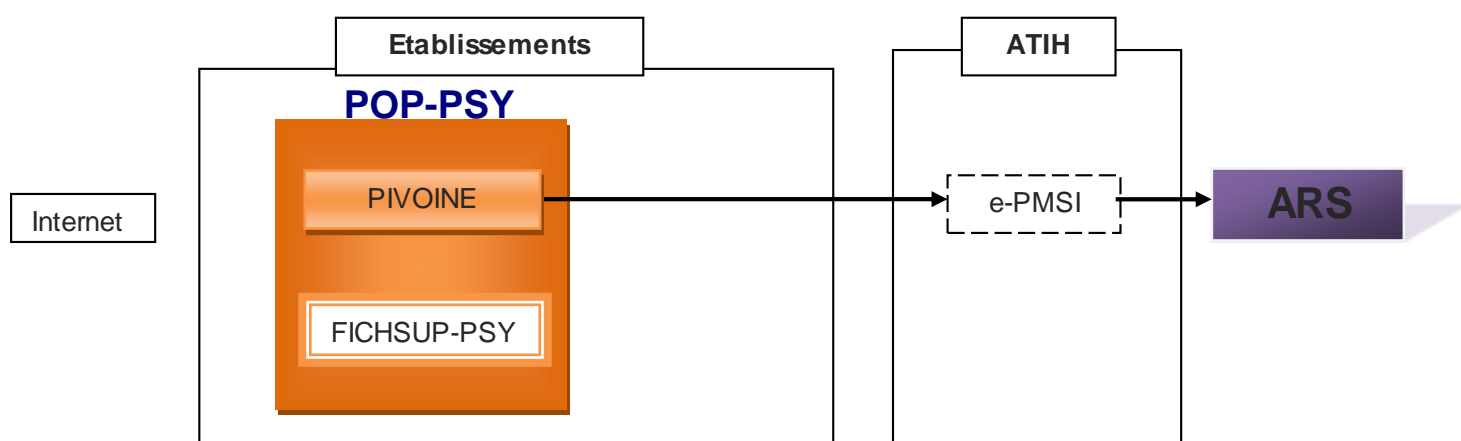 Etablissements
ATIH
POP-PSY
PIVOINE
e-PMSI
ARS
Internet
FICHSUP-PSY